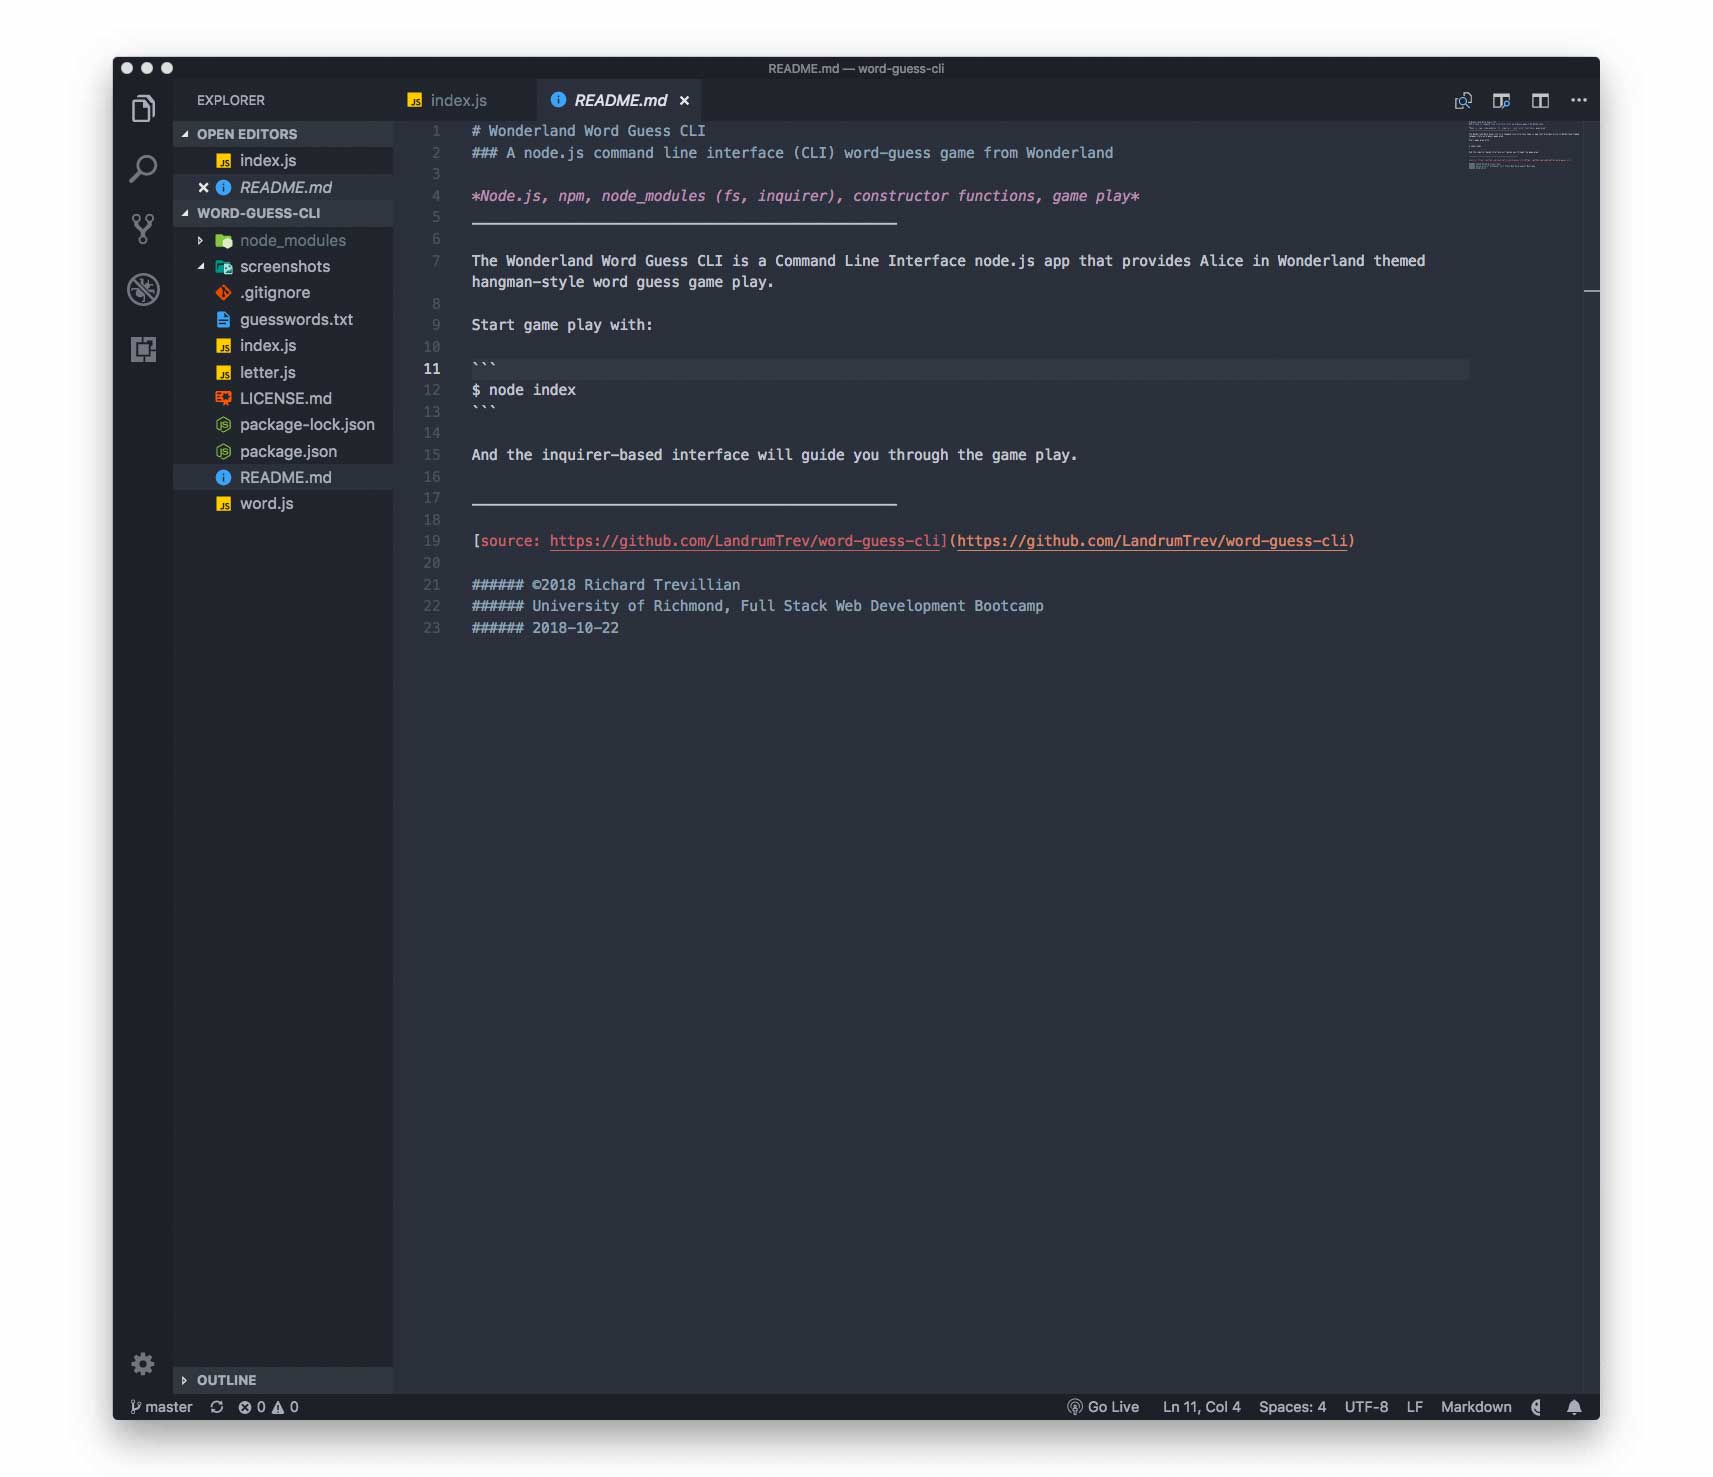 README.md — word-guess-cli
EXPLORER
OPEN EDITORS
JS index.js
README.md
WORD-GUESS-CLI
node_modules
screenshots
.gitignore
guesswords.txt
JS index.js
JS letter.js
LICENSE.md
package-lock.json
package.json
README.md
JS word.js
OUTLINE
JS index.js
README.md
1 # Wonderland Word Guess CLI
2 ### A node.js command line interface (CLI) word-guess game from Wonderland
3
4 *Node.js, npm, node_modules (fs, inquirer), constructor functions, game play*
5 _________________________________________________
6
7 The Wonderland Word Guess CLI is a Command Line Interface node.js app that provides Alice in Wonderland themed
hangman-style word guess game play.
8
9 Start game play with:
10
11 ```
12 $ node index
13 ```
14
15 And the inquirer-based interface will guide you through the game play.
16
17 _________________________________________________
18
19 [source: https://github.com/LandrumTrev/word-guess-cli](https://github.com/LandrumTrev/word-guess-cli)
20
21 ###### ©2018 Richard Trevillian
22 ###### University of Richmond, Full Stack Web Development Bootcamp
23 ###### 2018-10-22
master 0 0 Go Live Ln 11, Col 4 Spaces: 4 UTF-8 LF Markdown